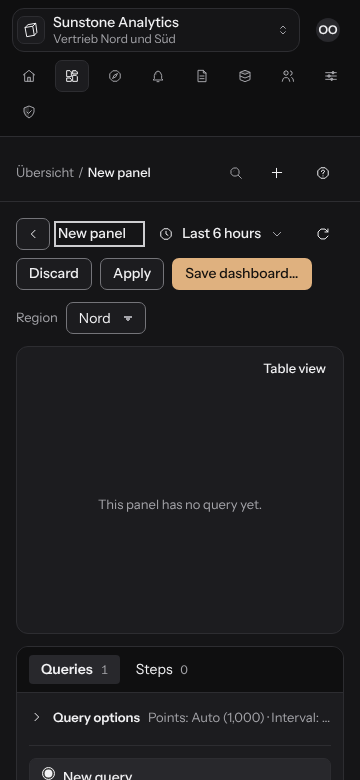 Sunstone Analytics
Vertrieb Nord und Süd
OO
Übersicht / New panel
New panel
Last 6 hours
Discard
Apply
Save dashboard...
Region
Nord
Table view
This panel has no query yet.
Queries 1
Steps 0
Query options Points: Auto (1,000) · Interval: ...
New query